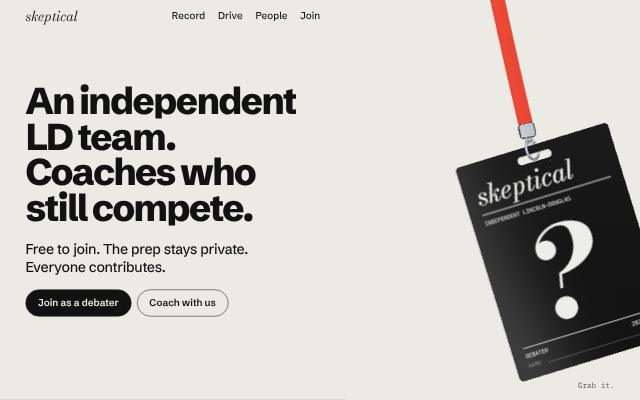 skeptical
Record Drive People Join
An independent
LD team.
Coaches who
still compete.
Free to join. The prep stays private.
Everyone contributes.
Join as a debater Coach with us
skeptical
INDEPENDENT LINCOLN-DOUGLAS
?
DEBATER
NAME
Grab it.